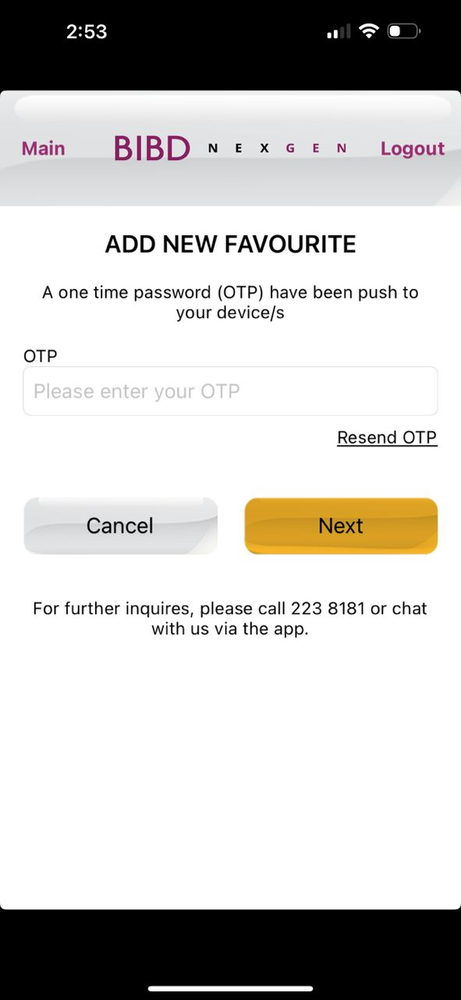 2:53
Main BIBD NEXGEN Logout
ADD NEW FAVOURITE
A one time password (OTP) have been push to
your device/s
OTP
Please enter your OTP
Resend OTP
Cancel Next
For further inquires, please call 223 8181 or chat
with us via the app.